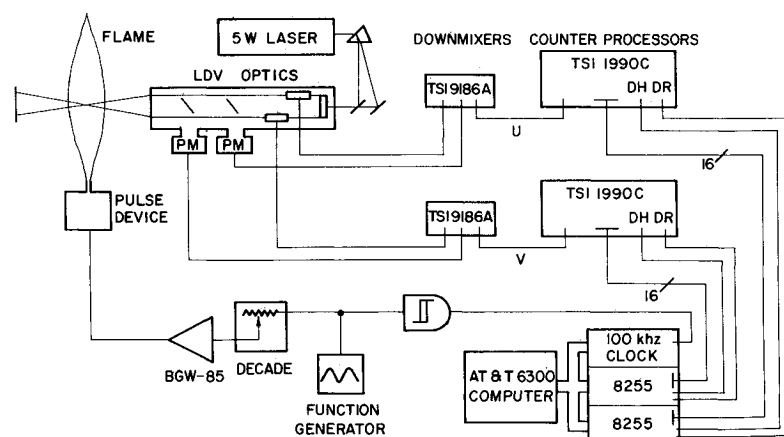 FLAME
5W LASER
LDV OPTICS
PM
PM
PULSE
DEVICE
DOWNMIXERS
COUNTER PROCESSORS
TSI9186A
TSI 1990C
DH DR
U
16
TSI9186A
TSI 1990C
DH DR
V
16
BGW-85
DECADE
FUNCTION
GENERATOR
AT&T 6300
COMPUTER
100 khz
CLOCK
8255
8255